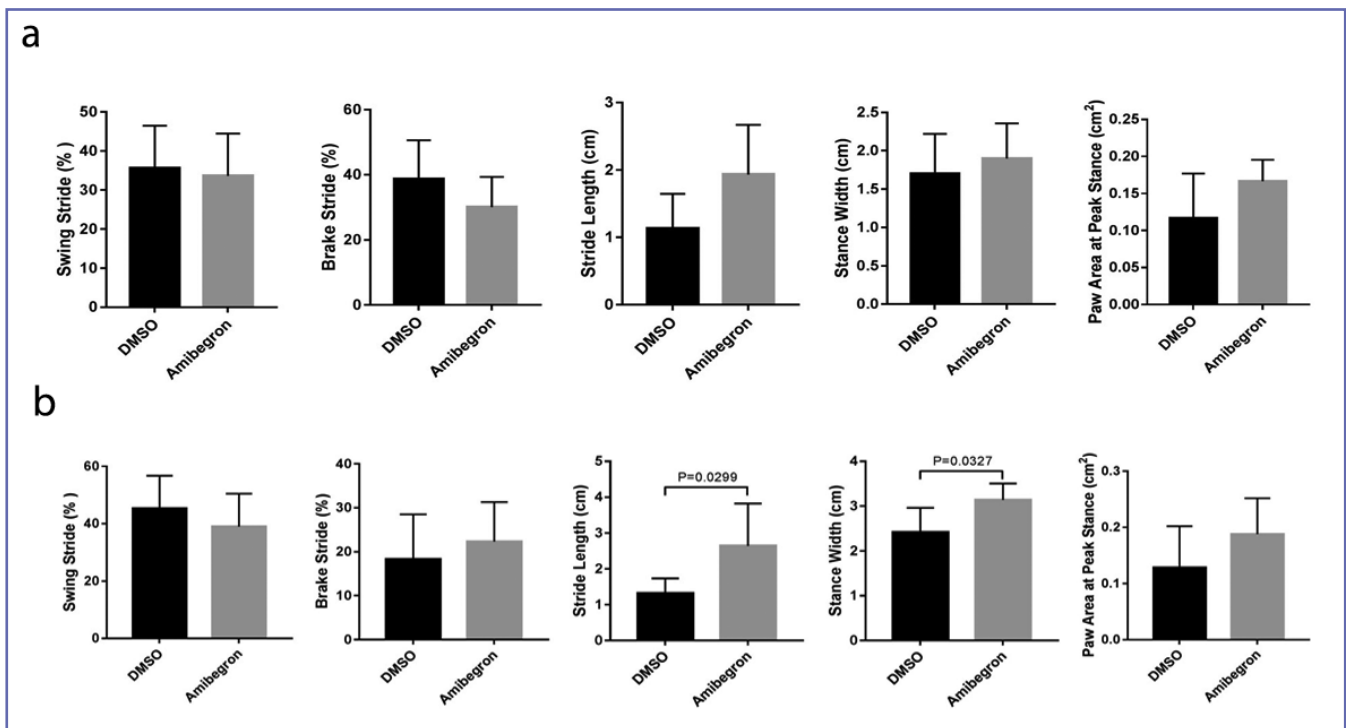 a
Swing Stride (%)
50
40
30
20
10
0
DMSO
Amibegron
Brake Stride (%)
60
40
20
0
DMSO
Amibegron
Stride Length (cm)
3
2
1
0
DMSO
Amibegron
Stance Width (cm)
2.5
2.0
1.5
1.0
0.5
0.0
DMSO
Amibegron
Paw Area at Peak Stance (cm²)
0.25
0.20
0.15
0.10
0.05
0.00
DMSO
Amibegron
b
Swing Stride (%)
60
40
20
0
DMSO
Amibegron
Brake Stride (%)
40
30
20
10
0
DMSO
Amibegron
Stride Length (cm)
5
4
3
2
1
0
P=0.0299
DMSO
Amibegron
Stance Width (cm)
4
3
2
1
0
P=0.0327
DMSO
Amibegron
Paw Area at Peak Stance (cm²)
0.3
0.2
0.1
0.0
DMSO
Amibegron